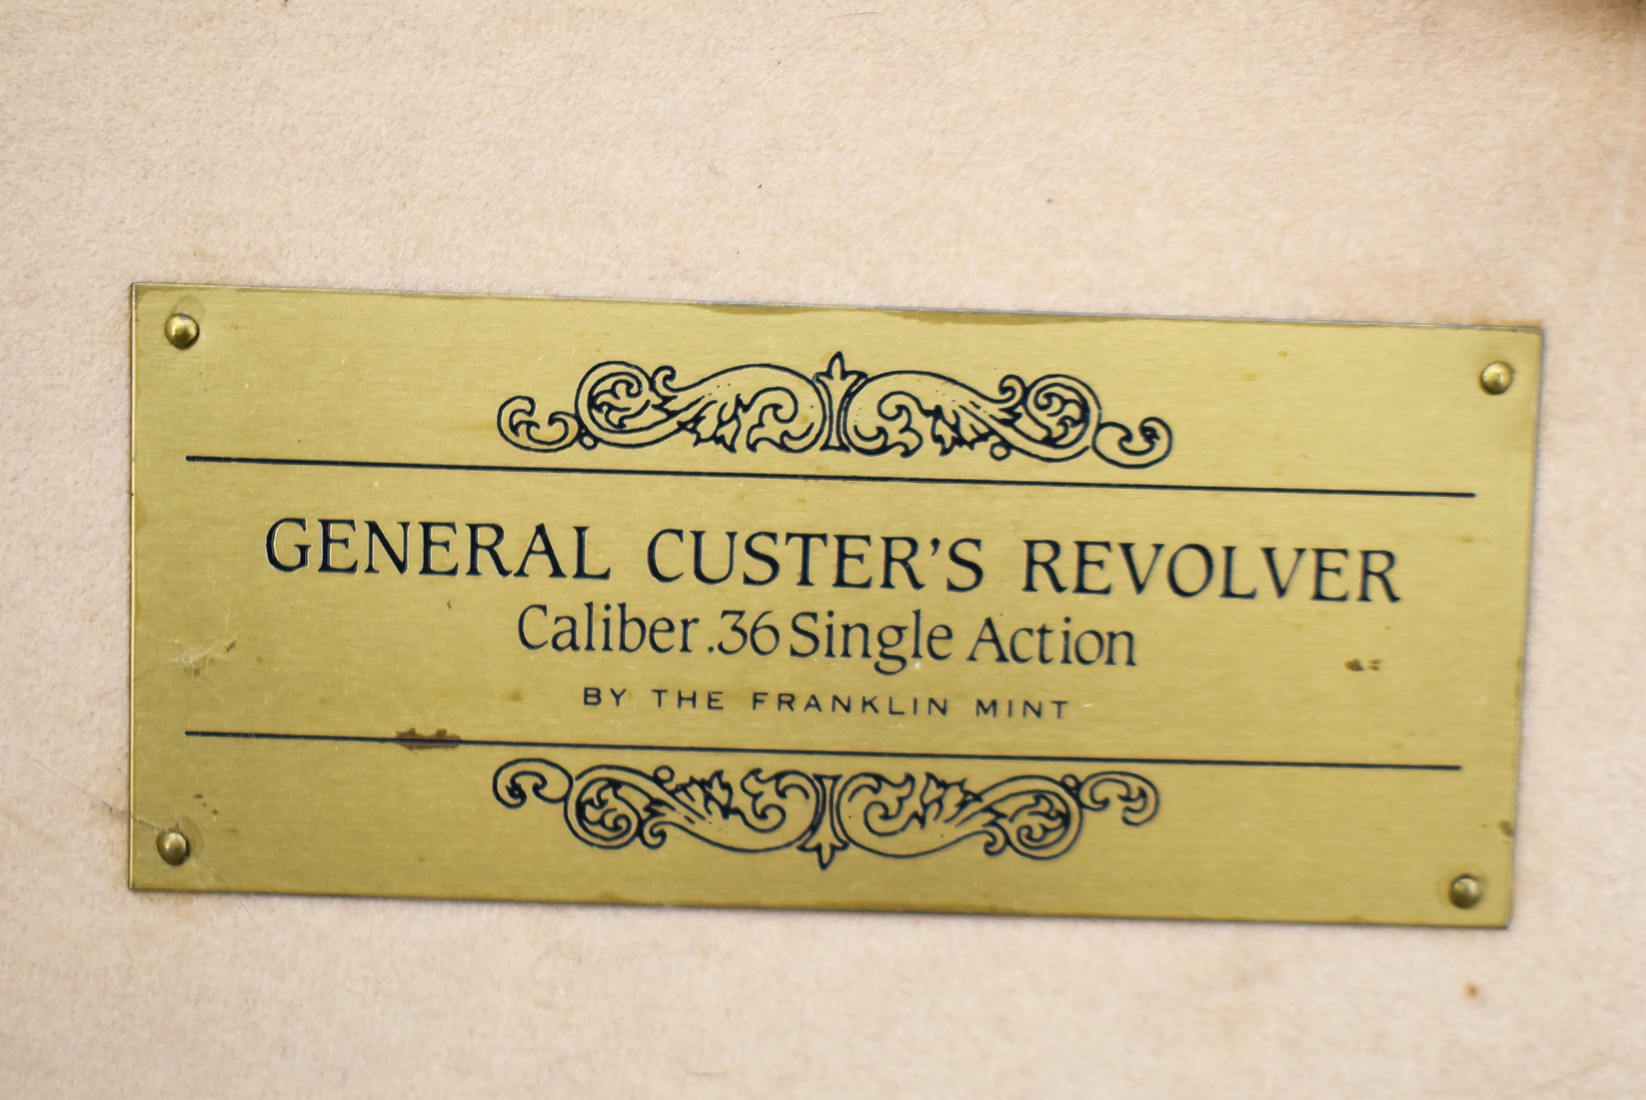 GENERAL CUSTER'S REVOLVER
Caliber .36 Single Action
BY THE FRANKLIN MINT